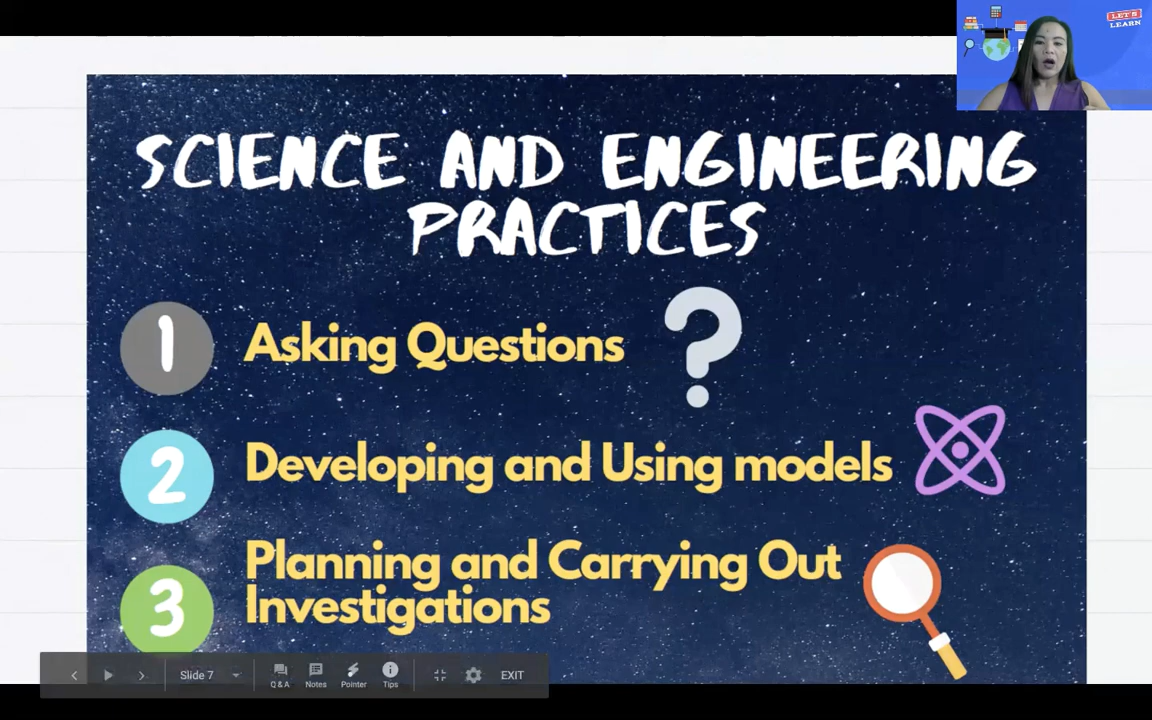 LET'S
LEARN
SCIENCE AND ENGINEERING
PRACTICES
1 Asking Questions ?
2 Developing and Using models
3 Planning and Carrying Out
Investigations
Slide 7
Q & A
Notes
Pointer
Tips
EXIT